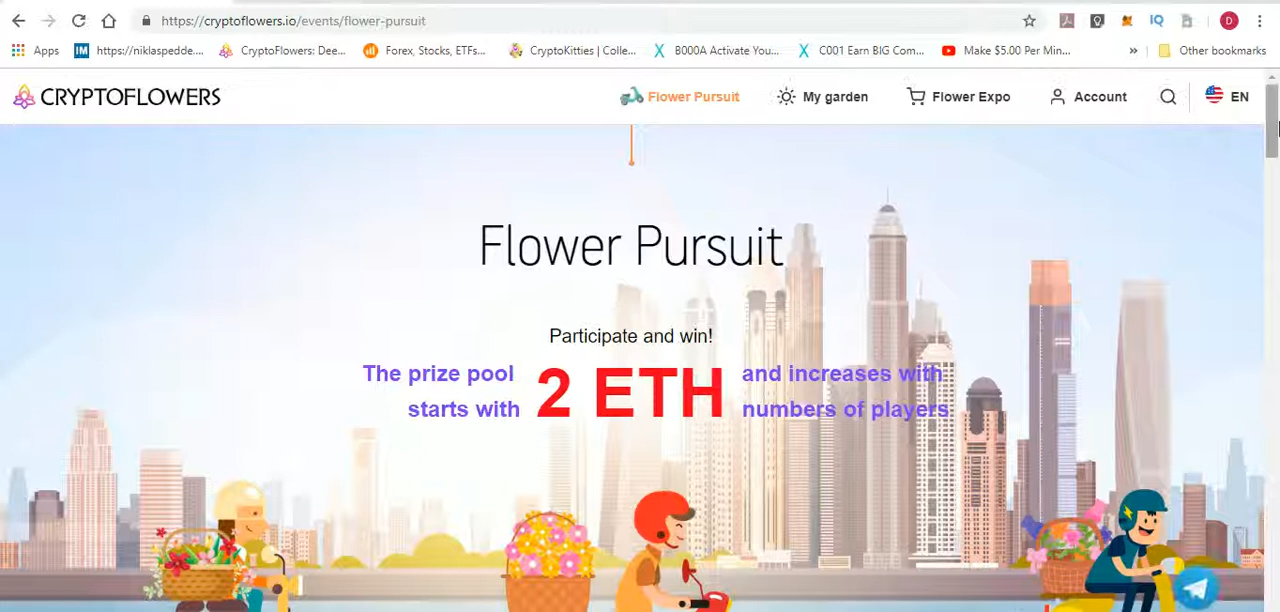 https://cryptoflowers.io/events/flower-pursuit
D
Apps
IM https://niklaspedde....
CryptoFlowers: Dee...
Forex, Stocks, ETFs...
CryptoKitties | Colle...
X B000A Activate You...
X C001 Earn BIG Com...
Make $5.00 Per Min...
»
Other bookmarks
IQ
CRYPTOFLOWERS
Flower Pursuit
My garden
Flower Expo
Account
EN
Flower Pursuit
Participate and win!
The prize pool
starts with
2 ETH
and increases with
numbers of players